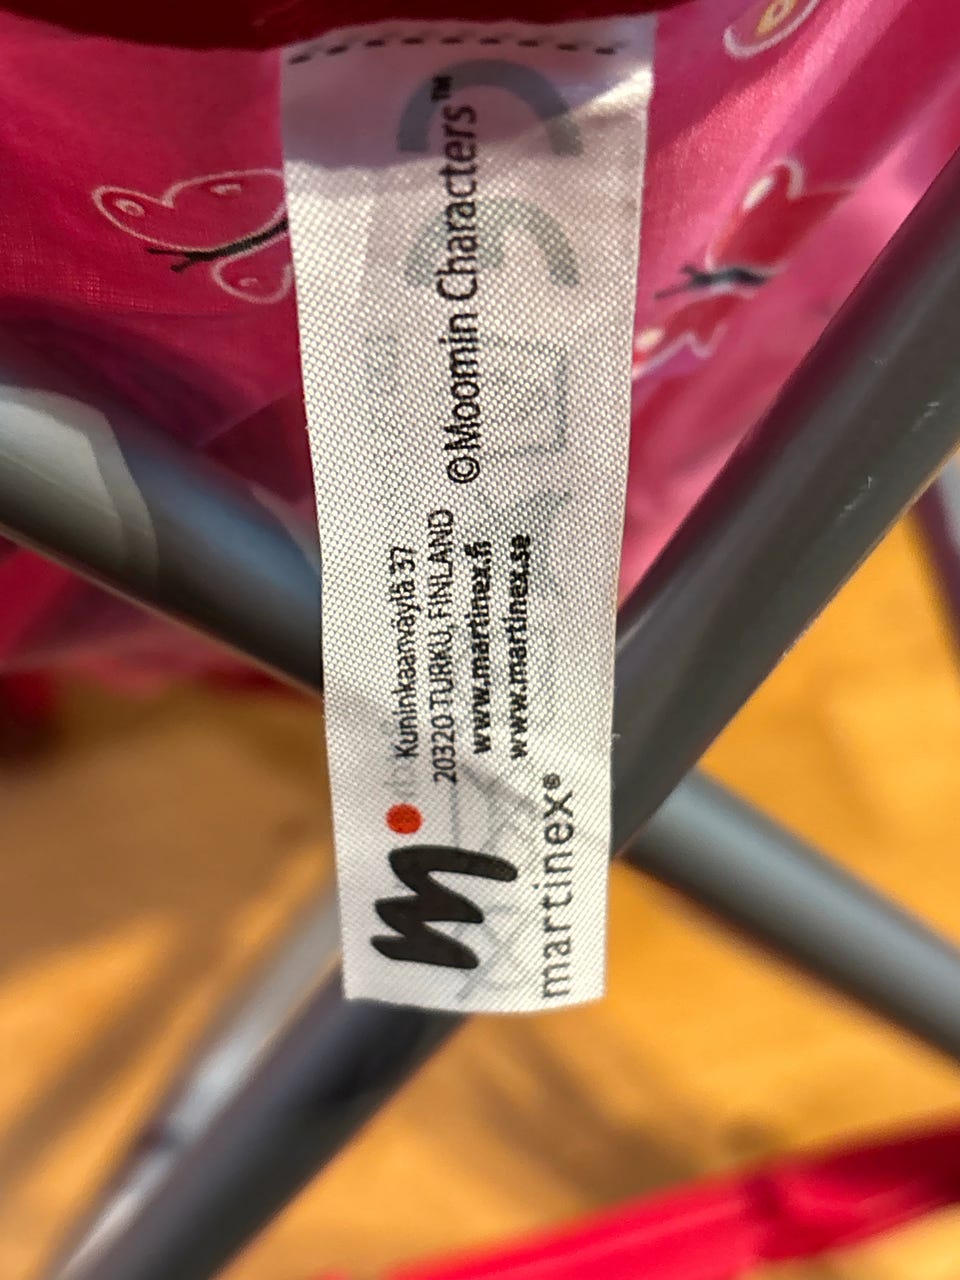 m
martinex®
Kuninkaanväylä 37
20320 TURKU, FINLAND
www.martinex.fi
www.martinex.se
©Moomin Characters™